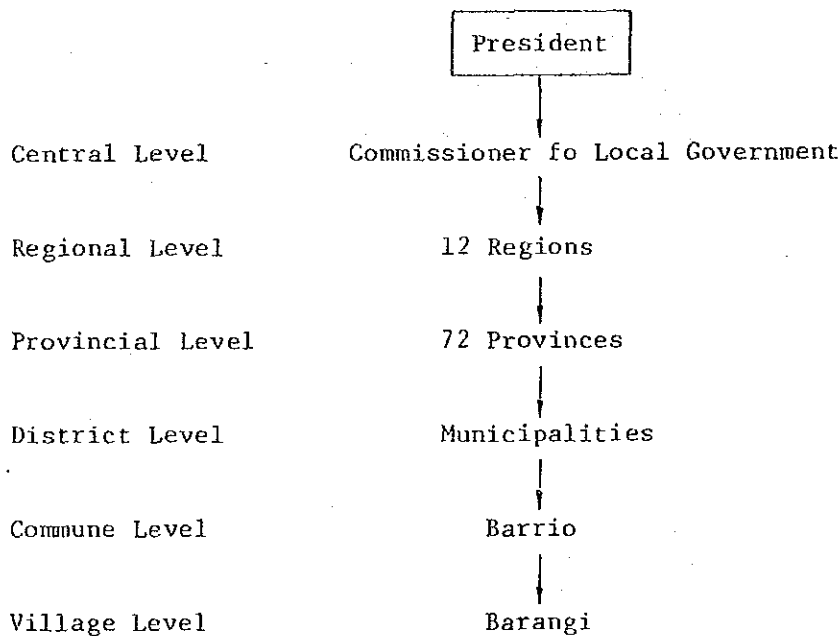 President
Central Level Commissioner fo Local Government
Regional Level 12 Regions
Provincial Level 72 Provinces
District Level Municipalities
Commune Level Barrio
Village Level Barangi